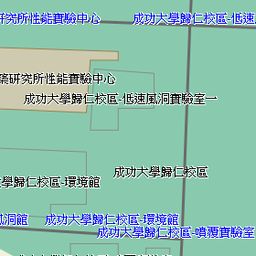 研究所性能實驗中心
成功大學歸仁校區-低速風
築研究所性能實驗中心
成功大學歸仁校區-低速風洞實驗室一
成功大學歸仁校區
大學歸仁校區-環境館
風洞館
成功大學歸仁校區-環境館
成功大學歸仁校區-噴霧實驗室